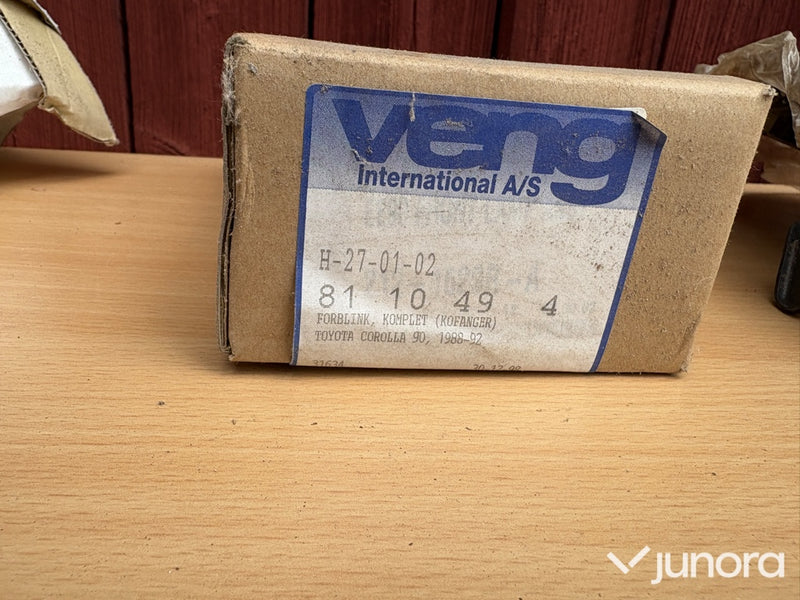 veng
International A/S
H-27-01-02
81 10 49 4
FORBLINK, KOMPLET (KOFANGER)
TOYOTA COROLLA 90, 1988-92
junora